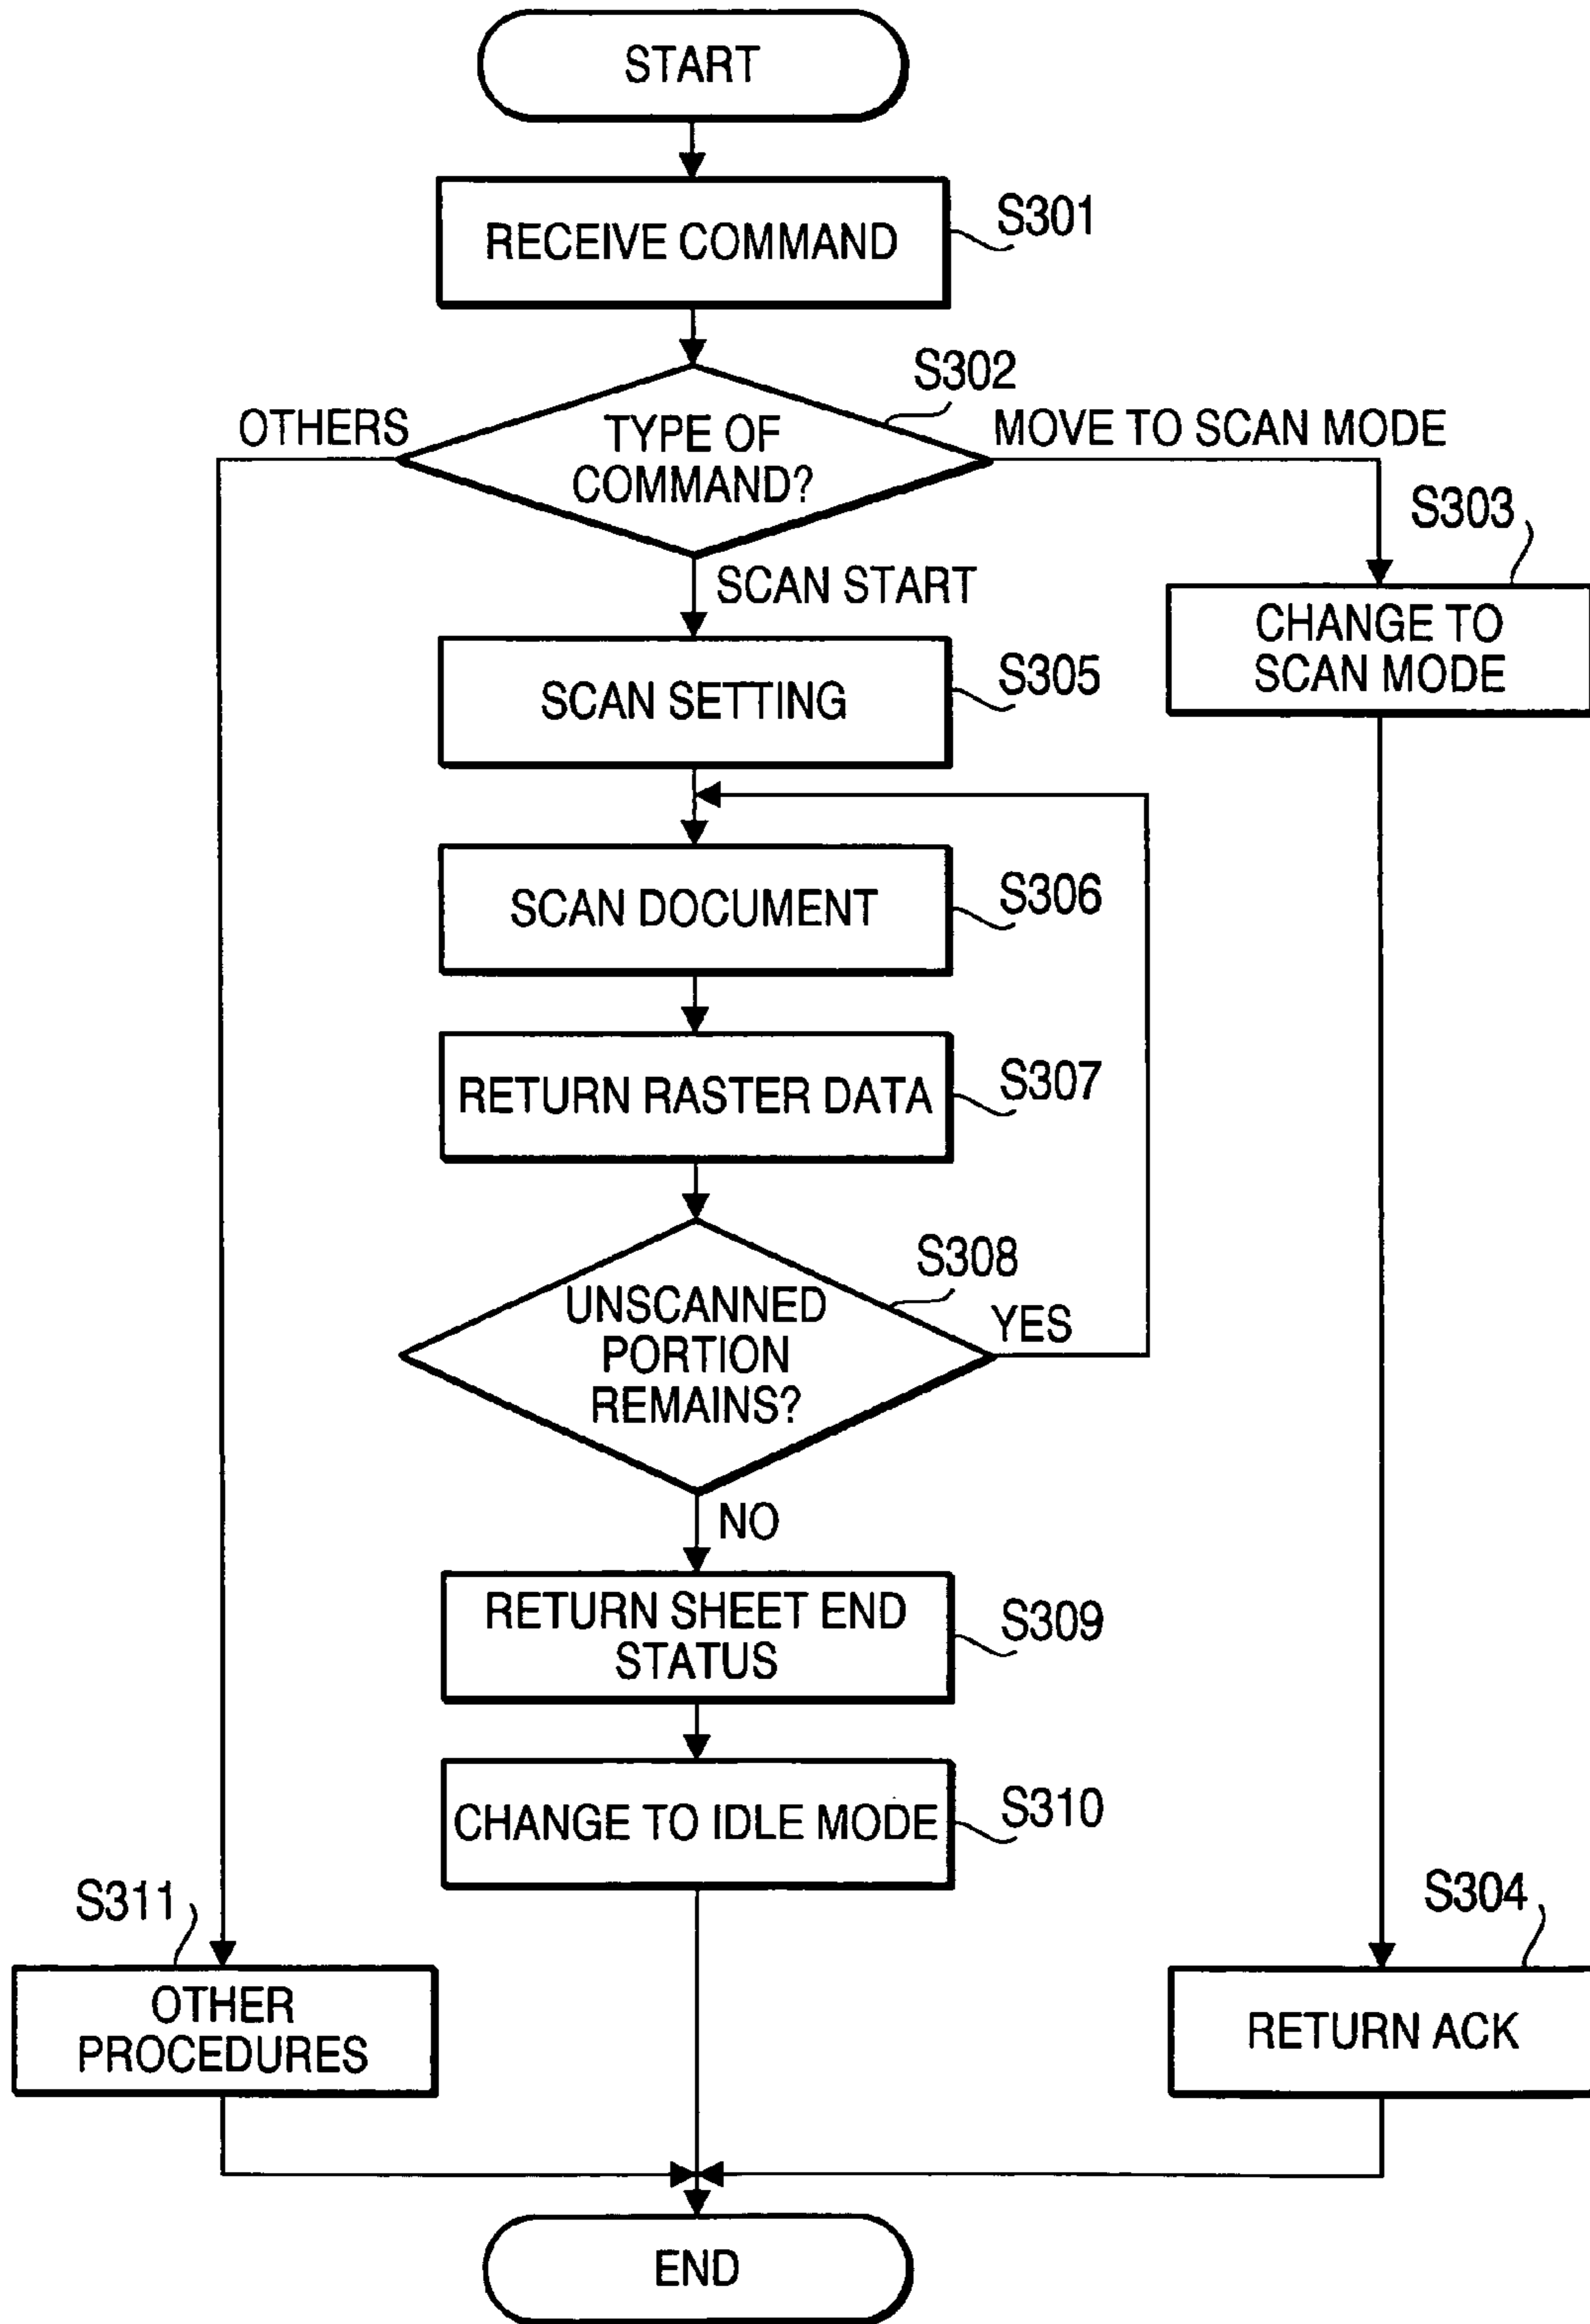 START
RECEIVE COMMAND
S301
S302
OTHERS
TYPE OF
COMMAND?
MOVE TO SCAN MODE
SCAN START
S303
CHANGE TO
SCAN MODE
SCAN SETTING
S305
SCAN DOCUMENT
S306
RETURN RASTER DATA
S307
S308
UNSCANNED
PORTION
REMAINS?
YES
NO
RETURN SHEET END
STATUS
S309
CHANGE TO IDLE MODE
S310
S311
OTHER
PROCEDURES
S304
RETURN ACK
END